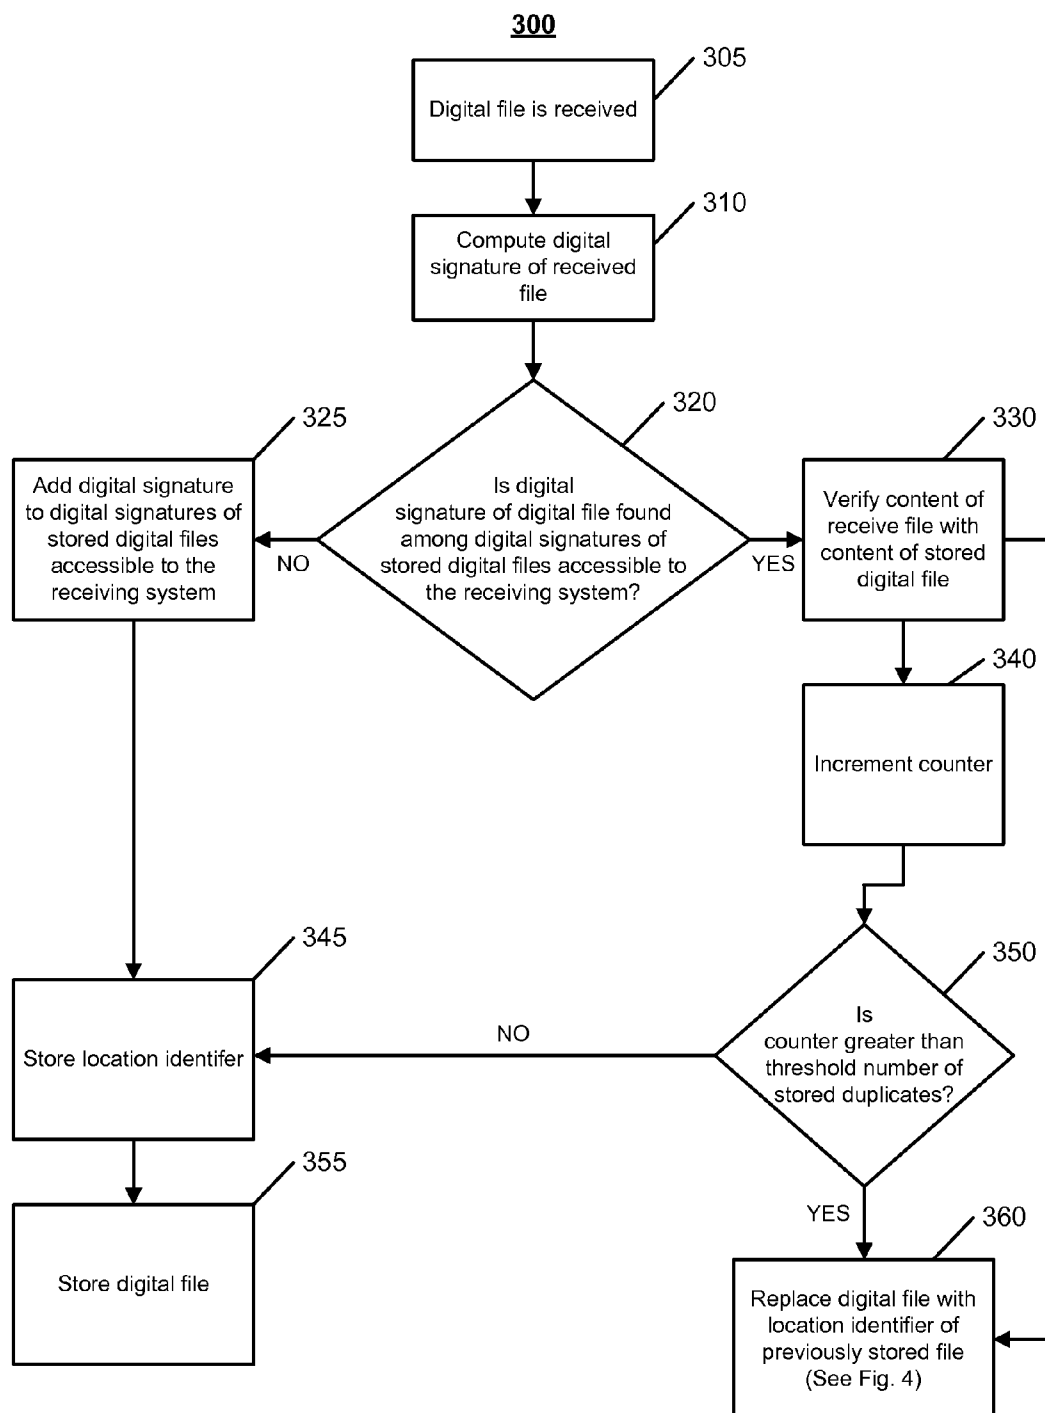 300
305
Digital file is received
310
Compute digital
signature of received
file
320
Is digital
signature of digital file found
among digital signatures of
stored digital files accessible to
the receiving system?
325
Add digital signature
to digital signatures of
stored digital files
accessible to the
receiving system
NO
YES
330
Verify content of
receive file with
content of stored
digital file
340
Increment counter
345
Store location identifer
NO
350
Is
counter greater than
threshold number of
stored duplicates?
355
Store digital file
YES
360
Replace digital file with
location identifier of
previously stored file
(See Fig. 4)